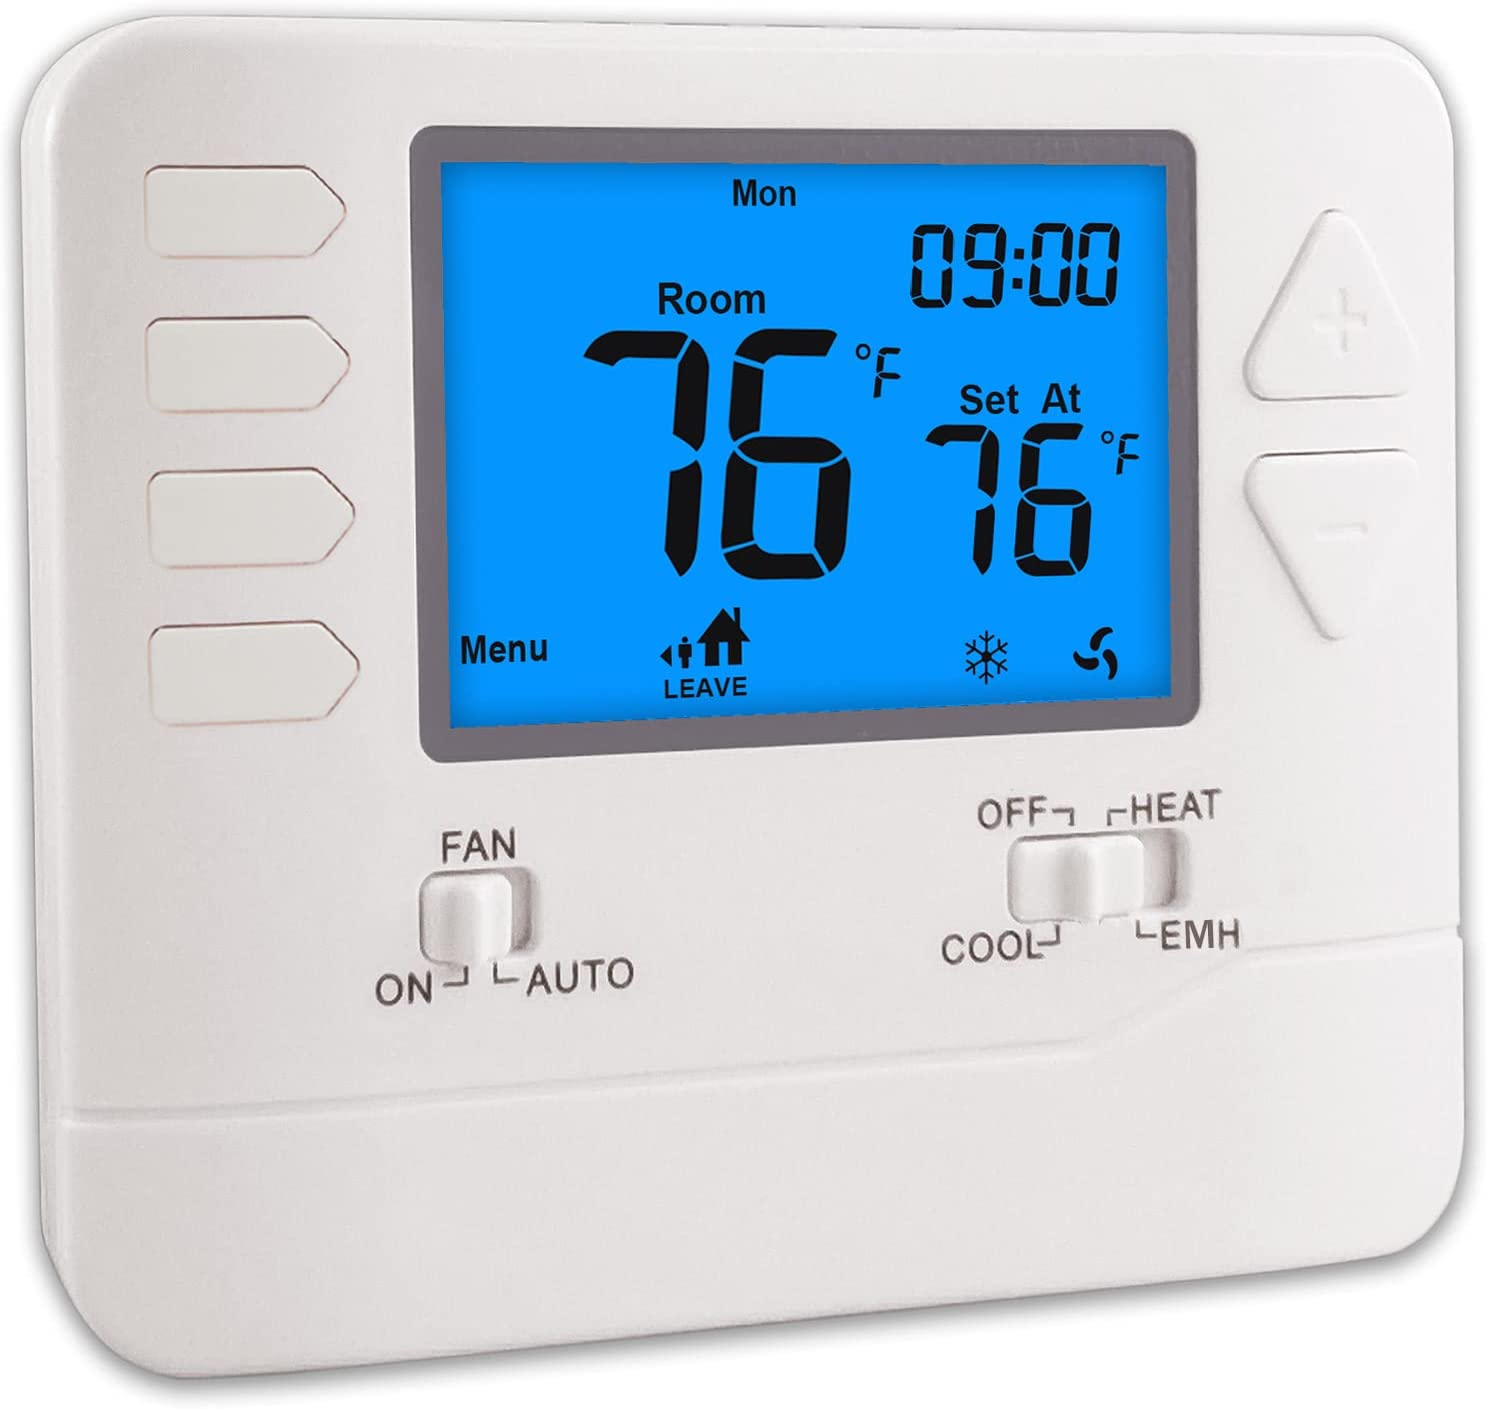 Mon
09:00
Room
76 °F
Set At
76 °F
Menu
LEAVE
OFF HEAT
COOL EMH
FAN
ON AUTO
+
-